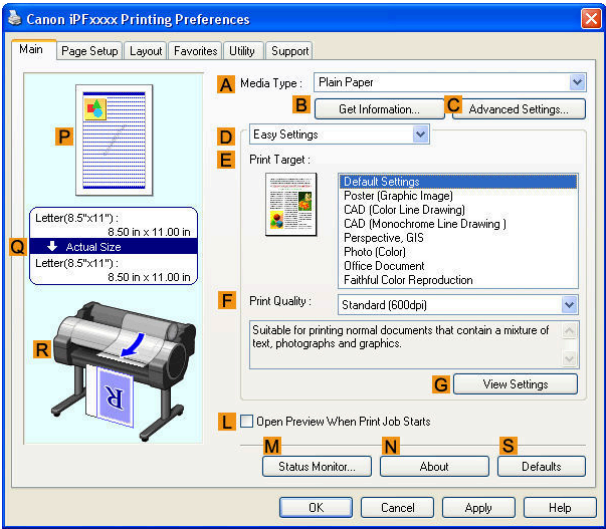 Canon iPFxxxx Printing Preferences
Main Page Setup Layout Favorites Utility Support
A Media Type : Plain Paper
B Get Information... C Advanced Settings...
D Easy Settings
E Print Target :
Default Settings
Poster (Graphic Image)
CAD (Color Line Drawing)
CAD (Monochrome Line Drawing )
Perspective, GIS
Photo (Color)
Office Document
Faithful Color Reproduction
P
Q
Letter(8.5"x11") :
8.50 in x 11.00 in
Actual Size
Letter(8.5"x11") :
8.50 in x 11.00 in
R
R
F Print Quality : Standard (600dpi)
Suitable for printing normal documents that contain a mixture of
text, photographs and graphics.
G View Settings
L Open Preview When Print Job Starts
M Status Monitor... N About S Defaults
OK Cancel Apply Help